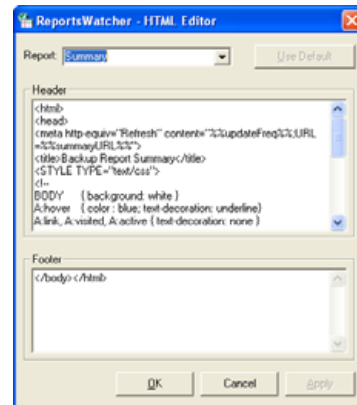 ReportsWatcher - HTML Editor
Report: Summary
Use Default
Header
<html>
<head>
<meta http-equiv="Refresh" content="%%updateFreq%%;URL
=%%summaryURL%%">
<title>Backup Report Summary</title>
<STYLE TYPE="text/css">
<!--
BODY { background: white }
A:hover { color : blue; text-decoration: underline}
A:link, A:visited, A:active { text-decoration: none }
Footer
</body></html>
OK
Cancel
Apply